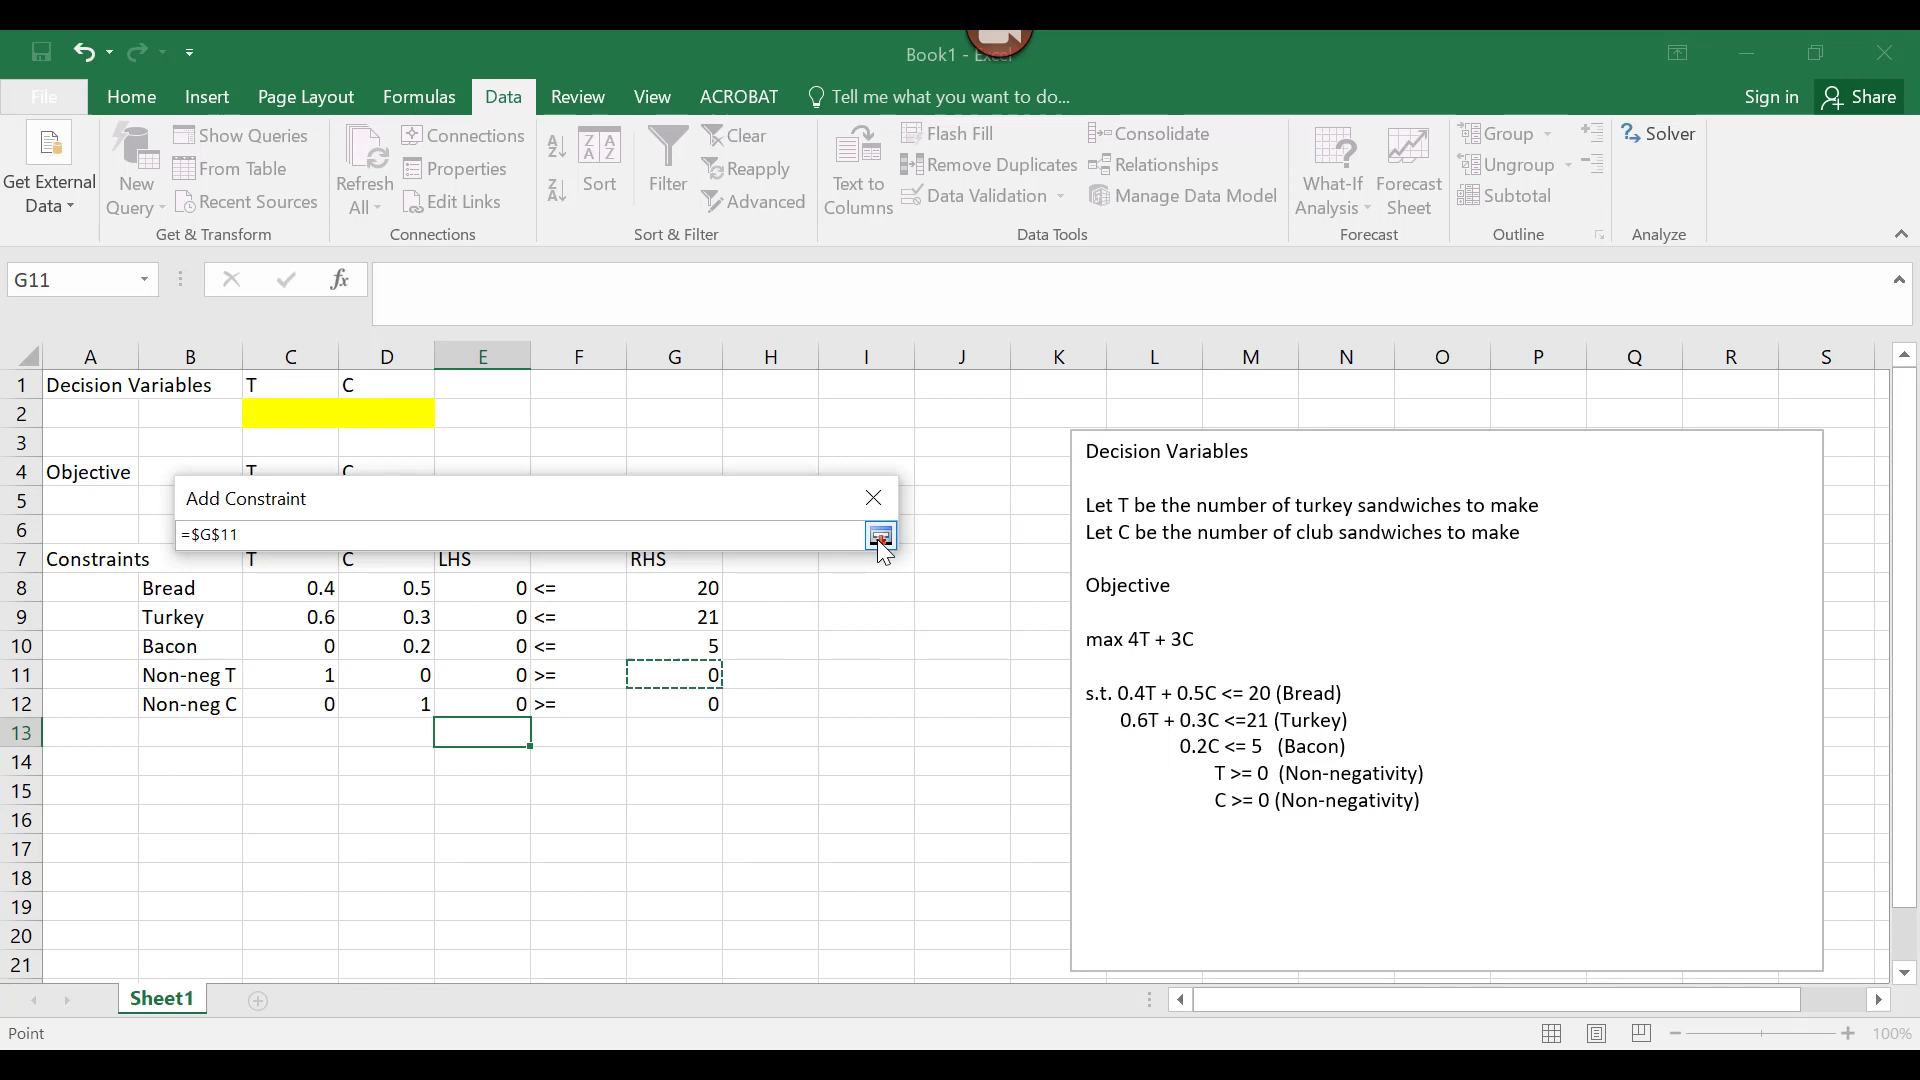 Book1 - Excel
File Home Insert Page Layout Formulas Data Review View ACROBAT Tell me what you want to do... Sign in Share
Get External Data
New Query
Show Queries
From Table
Recent Sources
Get & Transform
Refresh All
Connections
Properties
Edit Links
Connections
A Z
Z A
Z A A Z
Sort
Filter
Clear
Reapply
Advanced
Sort & Filter
Text to Columns
Flash Fill
Remove Duplicates
Data Validation
Consolidate
Relationships
Manage Data Model
Data Tools
What-If Analysis
Forecast Sheet
Forecast
Group
Ungroup
Subtotal
Outline
Solver
Analyze
G11 fx
A B C D E F G H I J K L M N O P Q R S
1 Decision Variables T C
2
3
4 Objective T C
5
6
Add Constraint
=$G$11
7 Constraints T C LHS RHS
8 Bread 0.4 0.5 0 <= 20
9 Turkey 0.6 0.3 0 <= 21
10 Bacon 0 0.2 0 <= 5
11 Non-neg T 1 0 0 >= 0
12 Non-neg C 0 1 0 >= 0
13
14
15
16
17
18
19
20
21
Decision Variables
Let T be the number of turkey sandwiches to make
Let C be the number of club sandwiches to make
Objective
max 4T + 3C
s.t. 0.4T + 0.5C <= 20 (Bread)
0.6T + 0.3C <=21 (Turkey)
0.2C <= 5 (Bacon)
T >= 0 (Non-negativity)
C >= 0 (Non-negativity)
Sheet1
Point 100%